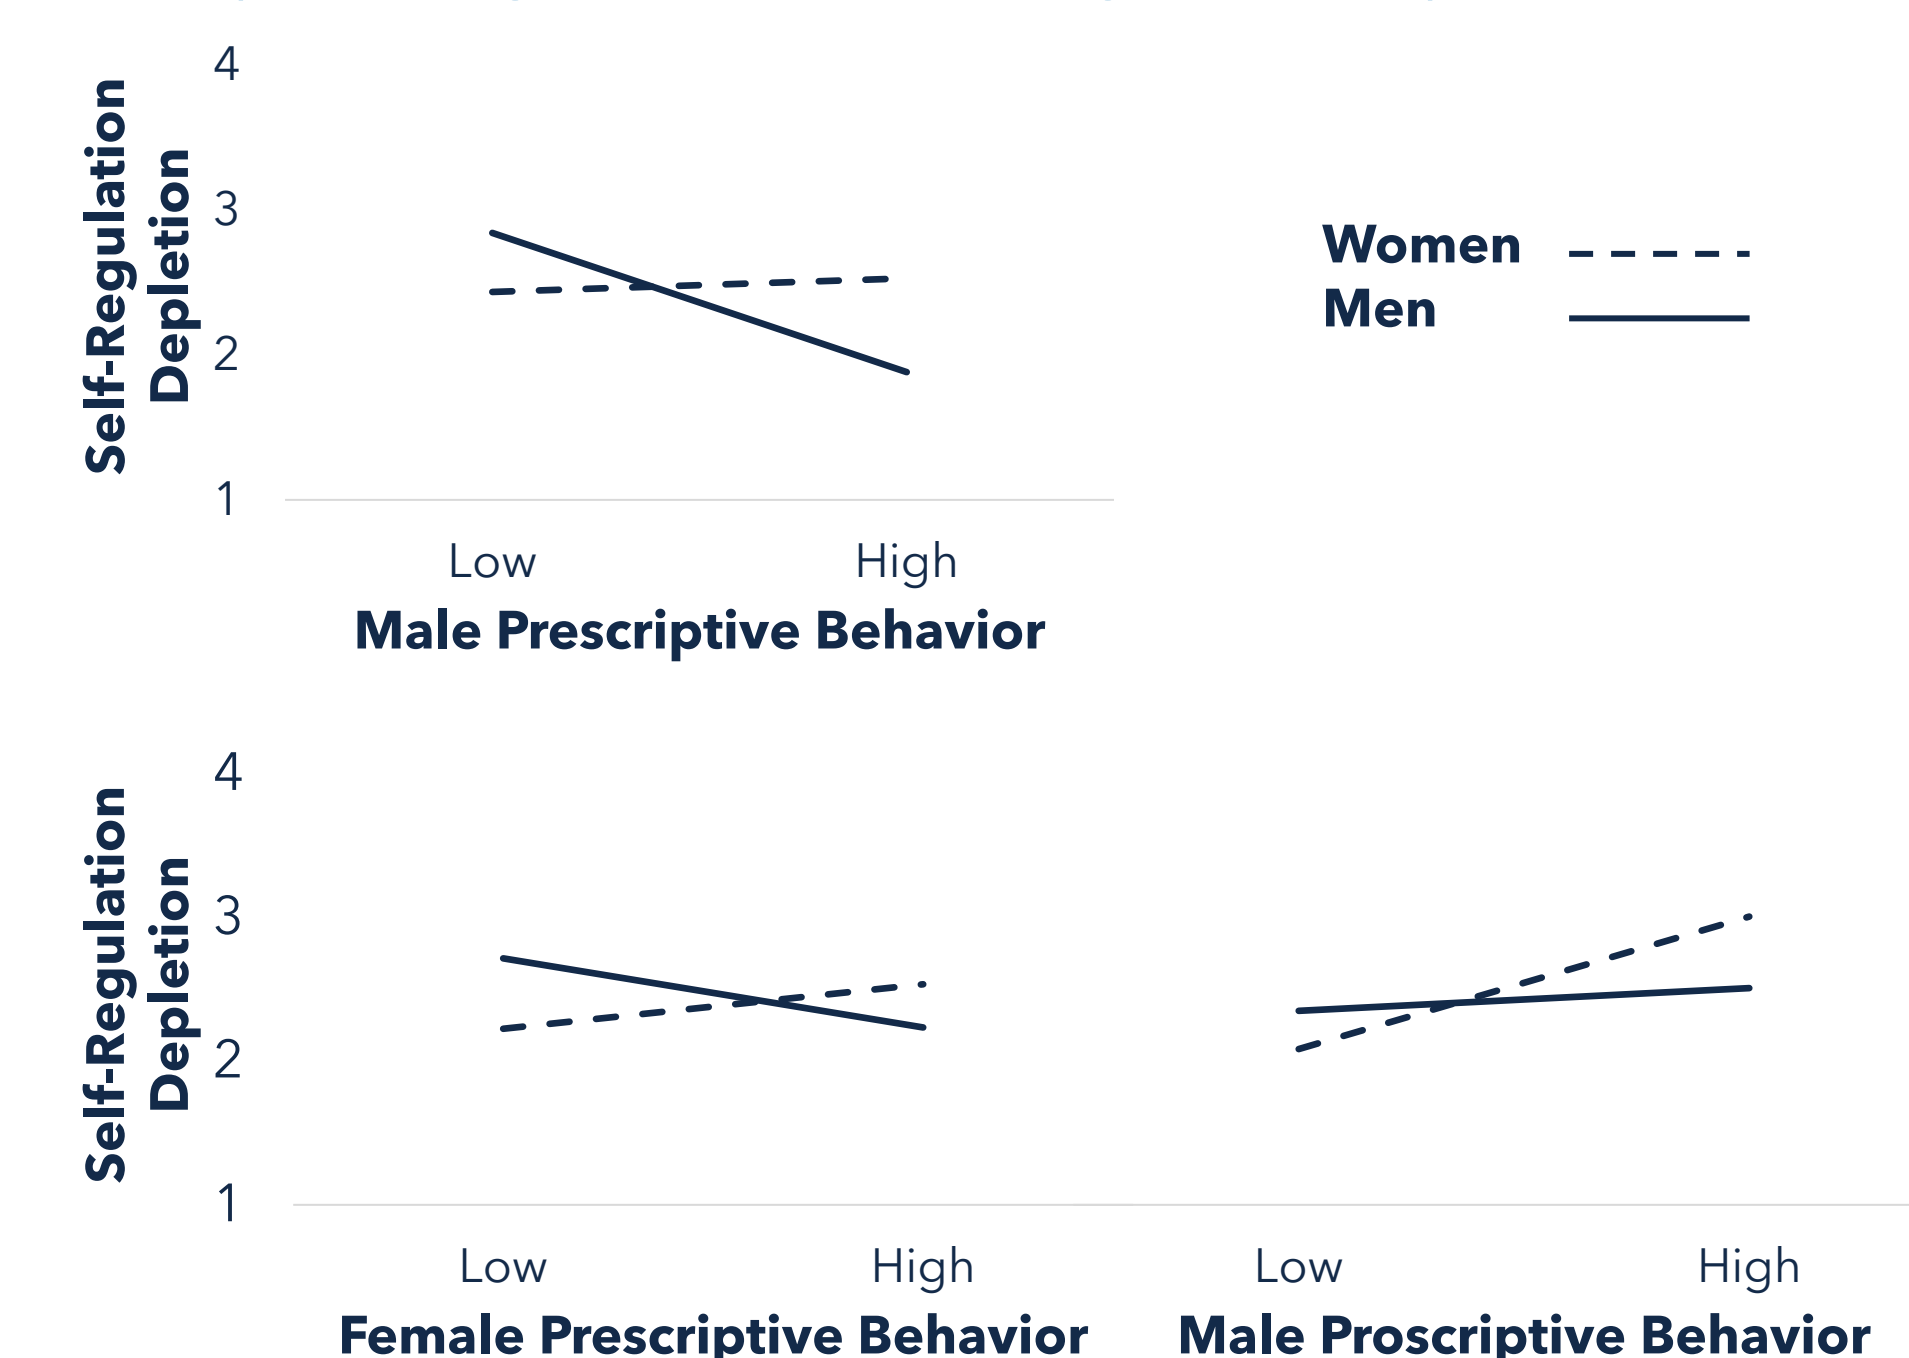 4
Self-Regulation
Depletion
3
2
1
Low High
Male Prescriptive Behavior
Women
Men
4
Self-Regulation
Depletion
3
2
1
Low High
Female Prescriptive Behavior
Low High
Male Proscriptive Behavior